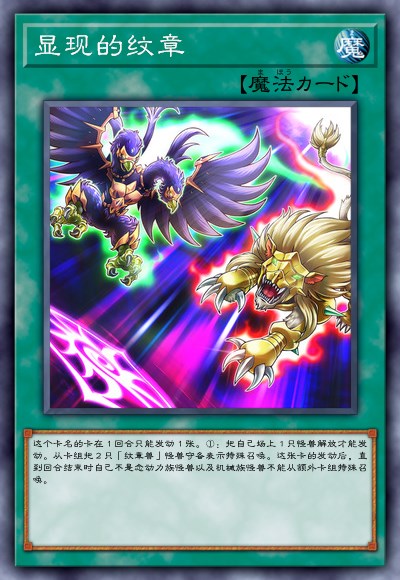 显现的纹章
魔
【魔法カード】
ま ほう
这个卡名的卡在1回合只能发动1张。①：把自己场上1只怪兽解放才能发
动。从卡组把2只「纹章兽」怪兽守备表示特殊召唤。这张卡的发动后，直
到回合结束时自己不是念动力族怪兽以及机械族怪兽不能从额外卡组特殊召
唤。